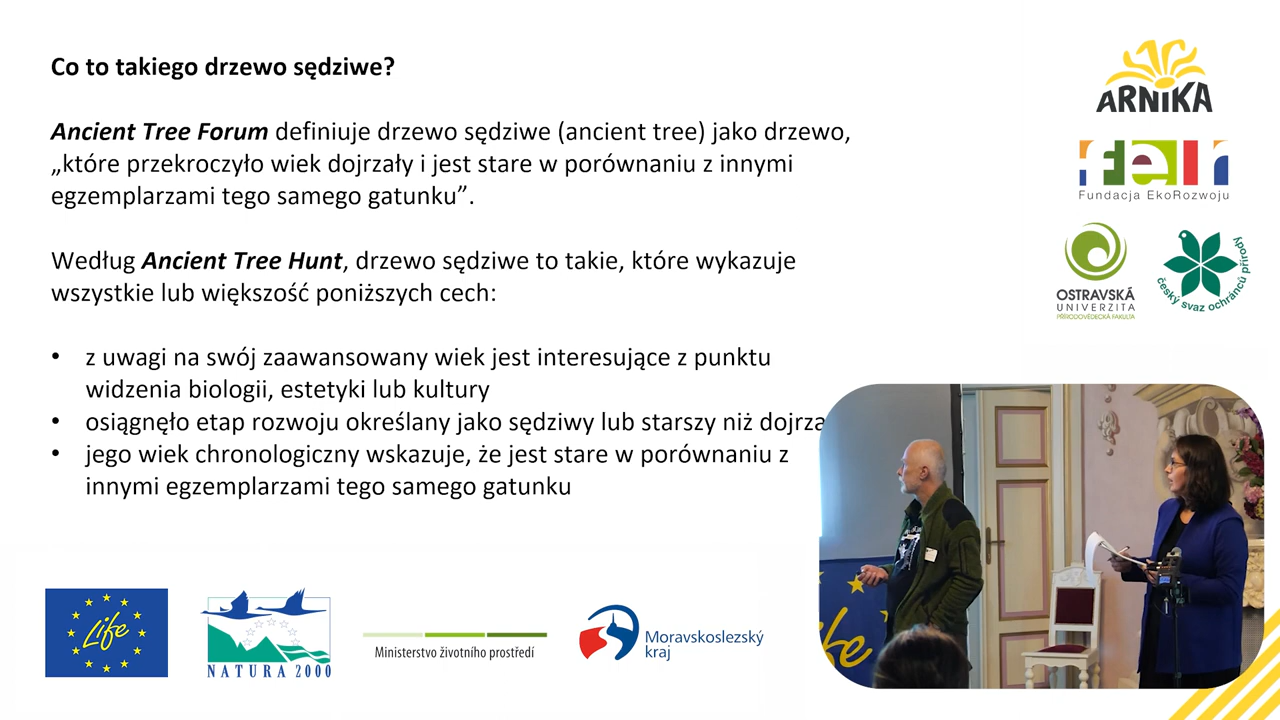 Co to takiego drzewo sędziwe?
Ancient Tree Forum definiuje drzewo sędziwe (ancient tree) jako drzewo,
„które przekroczyło wiek dojrzały i jest stare w porównaniu z innymi
egzemplarzami tego samego gatunku”.
Według Ancient Tree Hunt, drzewo sędziwe to takie, które wykazuje
wszystkie lub większość poniższych cech:
• z uwagi na swój zaawansowany wiek jest interesujące z punktu
widzenia biologii, estetyki lub kultury
• osiągnęło etap rozwoju określany jako sędziwy lub starszy niż
• jego wiek chronologiczny wskazuje, że jest stare w porównaniu z
innymi egzemplarzami tego samego gatunku
ARNIKA
feR
Fundacja EkoRozwoju
OSTRAVSKÁ
UNIVERZITA
PŘÍRODOVĚDECKÁ FAKULTA
český svaz ochránců přírody
Life
NATURA 2000
Ministerstvo životního prostředí
Moravskoslezský
kraj